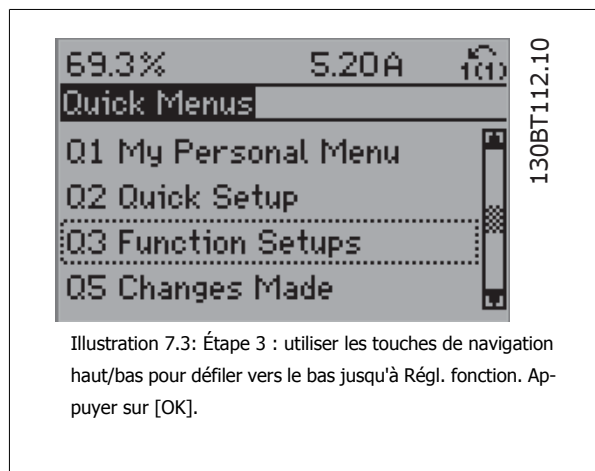 69.3% 5.20A 1(1)
Quick Menus
Q1 My Personal Menu
Q2 Quick Setup
Q3 Function Setups
Q5 Changes Made
130BT112.10
Illustration 7.3: Étape 3 : utiliser les touches de navigation
haut/bas pour défiler vers le bas jusqu'à Régl. fonction. Ap-
puyer sur [OK].